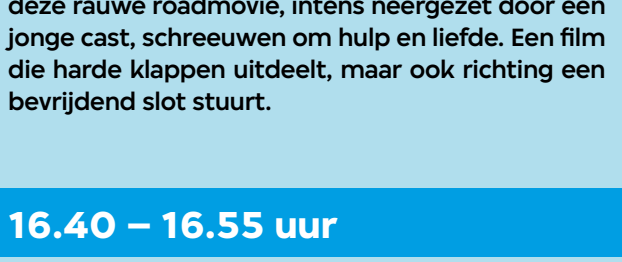 deze rauwe roadmovie, intens neergezet door een
jonge cast, schreeuwen om hulp en liefde. Een film
die harde klappen uitdeelt, maar ook richting een
bevrijdend slot stuurt.
16.40 – 16.55 uur